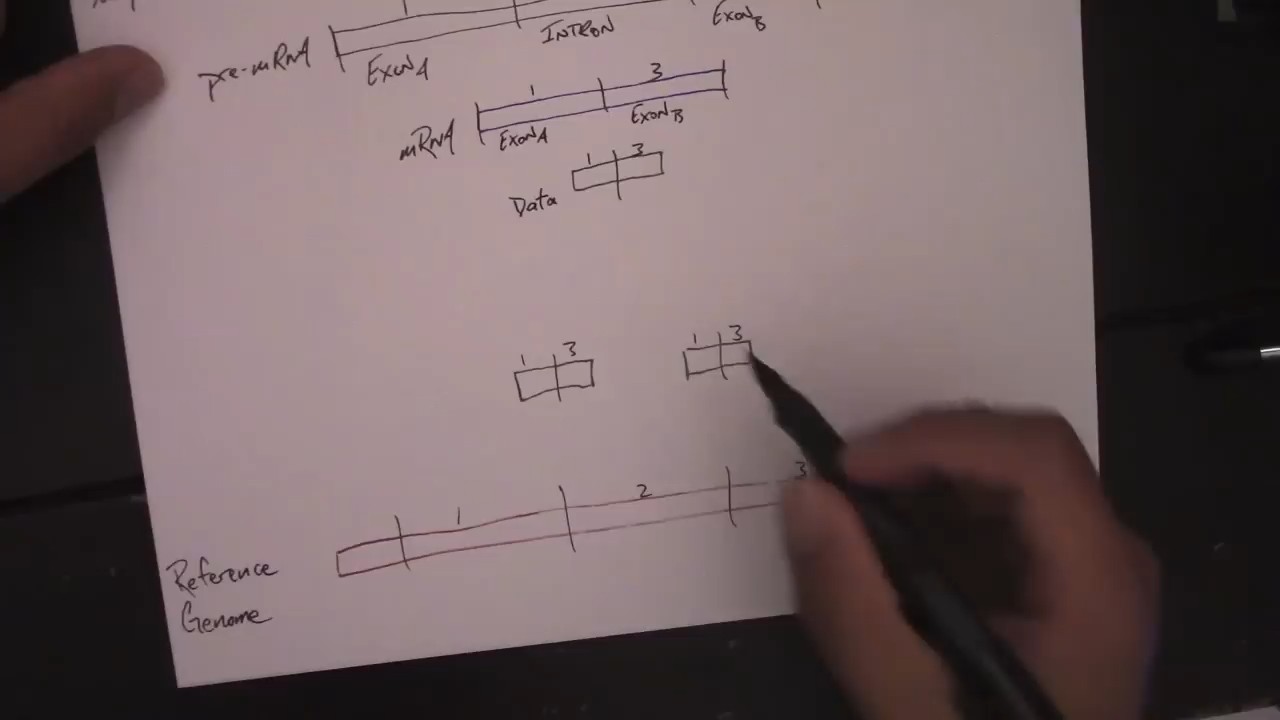 INTRON
Exon B
pre-mRNA
Exon A
1
3
mRNA
Exon A
Exon B
1
3
Data
1 3
1 3
1
2
3
Reference
Genome